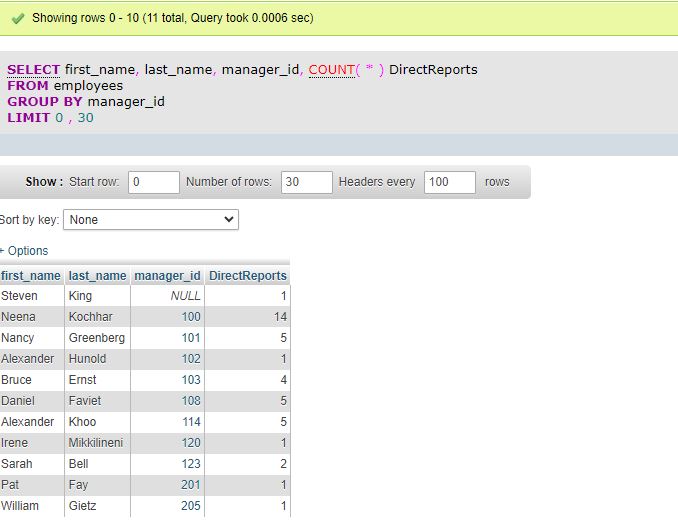 Showing rows 0 - 10 (11 total, Query took 0.0006 sec)
SELECT first_name, last_name, manager_id, COUNT( * ) DirectReports
FROM employees
GROUP BY manager_id
LIMIT 0 , 30
Show : Start row: 0 Number of rows: 30 Headers every 100 rows
Sort by key: None
+ Options
first_name last_name manager_id DirectReports
Steven King NULL 1
Neena Kochhar 100 14
Nancy Greenberg 101 5
Alexander Hunold 102 1
Bruce Ernst 103 4
Daniel Faviet 108 5
Alexander Khoo 114 5
Irene Mikkilineni 120 1
Sarah Bell 123 2
Pat Fay 201 1
William Gietz 205 1